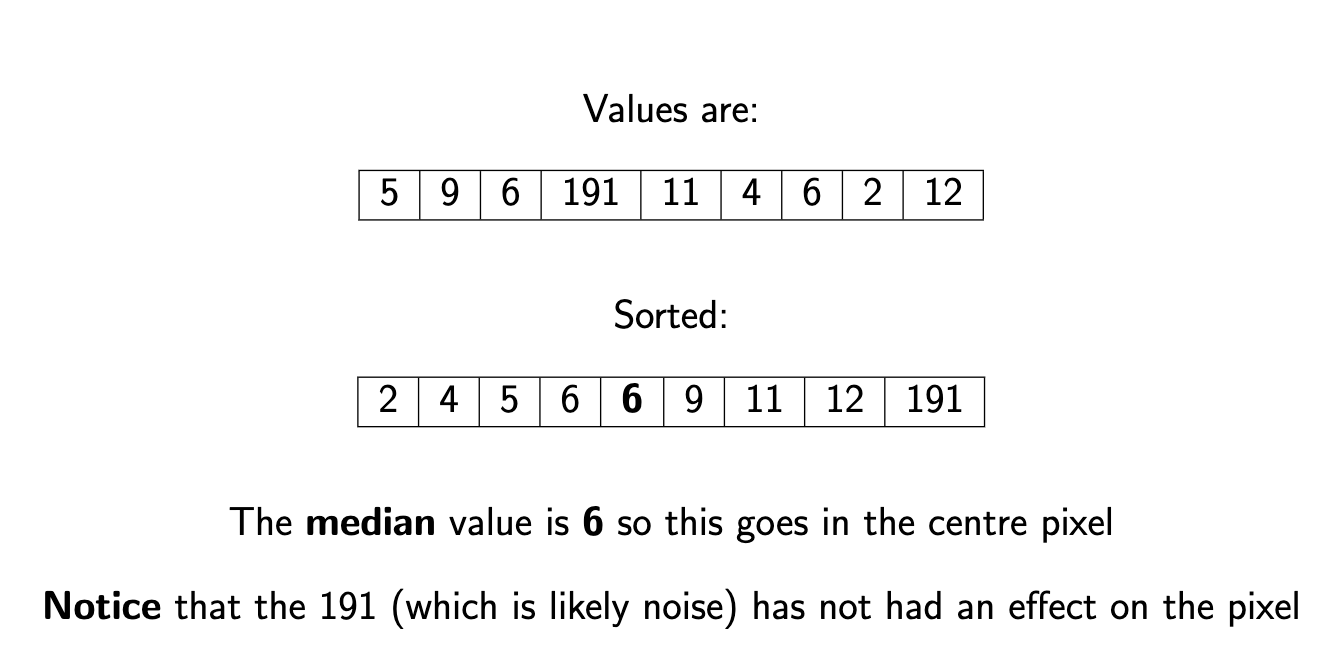 Values are:
5 9 6 191 11 4 6 2 12
Sorted:
2 4 5 6 6 9 11 12 191
The median value is 6 so this goes in the centre pixel
Notice that the 191 (which is likely noise) has not had an effect on the pixel